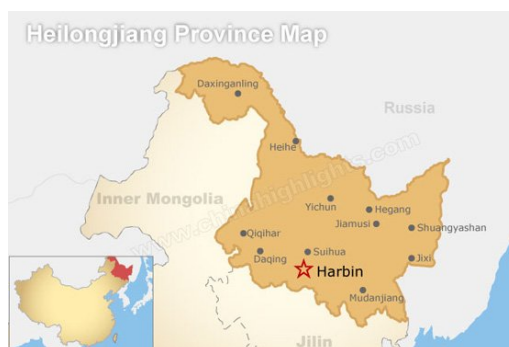 Heilongjiang Province Map
Daxinganling
Russia
Heihe
Inner Mongolia
Yichun
Hegang
Jiamusi
Shuangyashan
Qiqihar
Daqing
Suihua
Jixi
Harbin
Mudanjiang
Jilin
www.chinahighlights.com